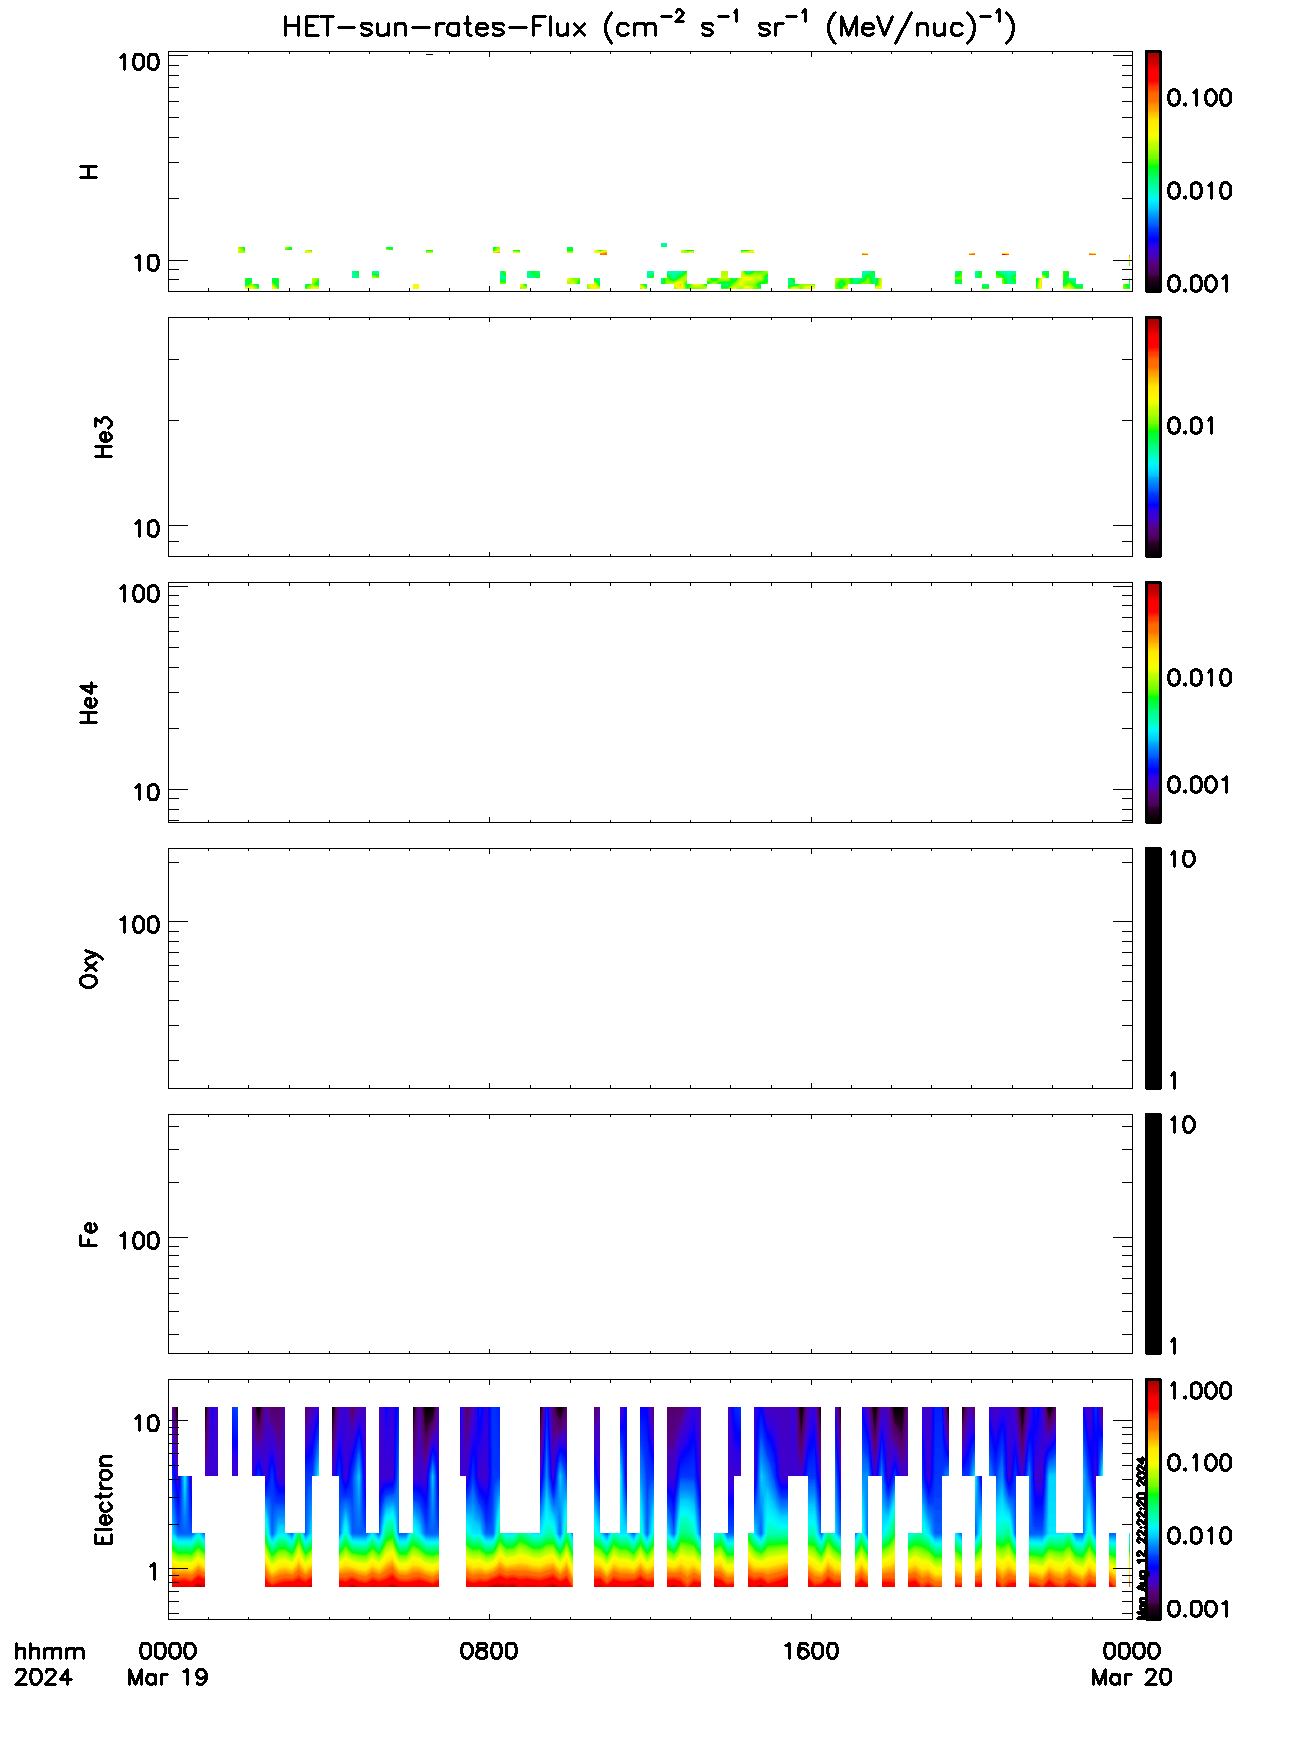 HET-sun-rates-Flux (cm⁻² s⁻¹ sr⁻¹ (MeV/nuc)⁻¹)
100
10
H
0.100
0.010
0.001
10
He3
0.01
100
10
He4
0.010
0.001
100
Oxy
10
1
100
Fe
10
1
10
1
Electron
1.000
0.100
0.010
0.001
Mon Aug 12 22:22:20 2024
hhmm 0000 0800 1600 0000
2024 Mar 19 Mar 20